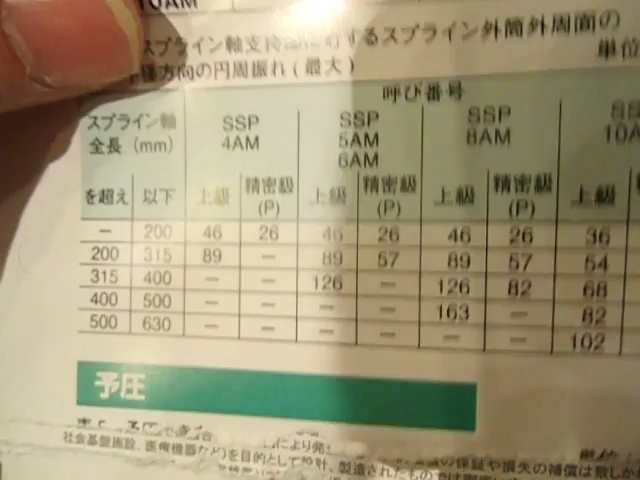 10AM
スプライン軸支持 するスプライン外筒外周面の
方向の円周振れ(最大) 単位
スプライン軸 全長 (mm) 呼び番号
SSP 4AM SSP 5AM 6AM SSP 8AM 10A
を超え 以下 上級 精密級 (P) 上級 精密級 (P) 上級 精密級 (P) 上級
― 200 46 26 46 26 46 26 36
200 315 89 ― 89 57 89 57 54
315 400 ― ― 126 ― 126 82 68
400 500 ― ― ― ― 163 ― 82
500 630 ― ― ― ― ― ― 102
予圧
により発
社会基盤施設、医療機器などを目的として設計、製造されたもので の保証や損失の補償は致しか
単位